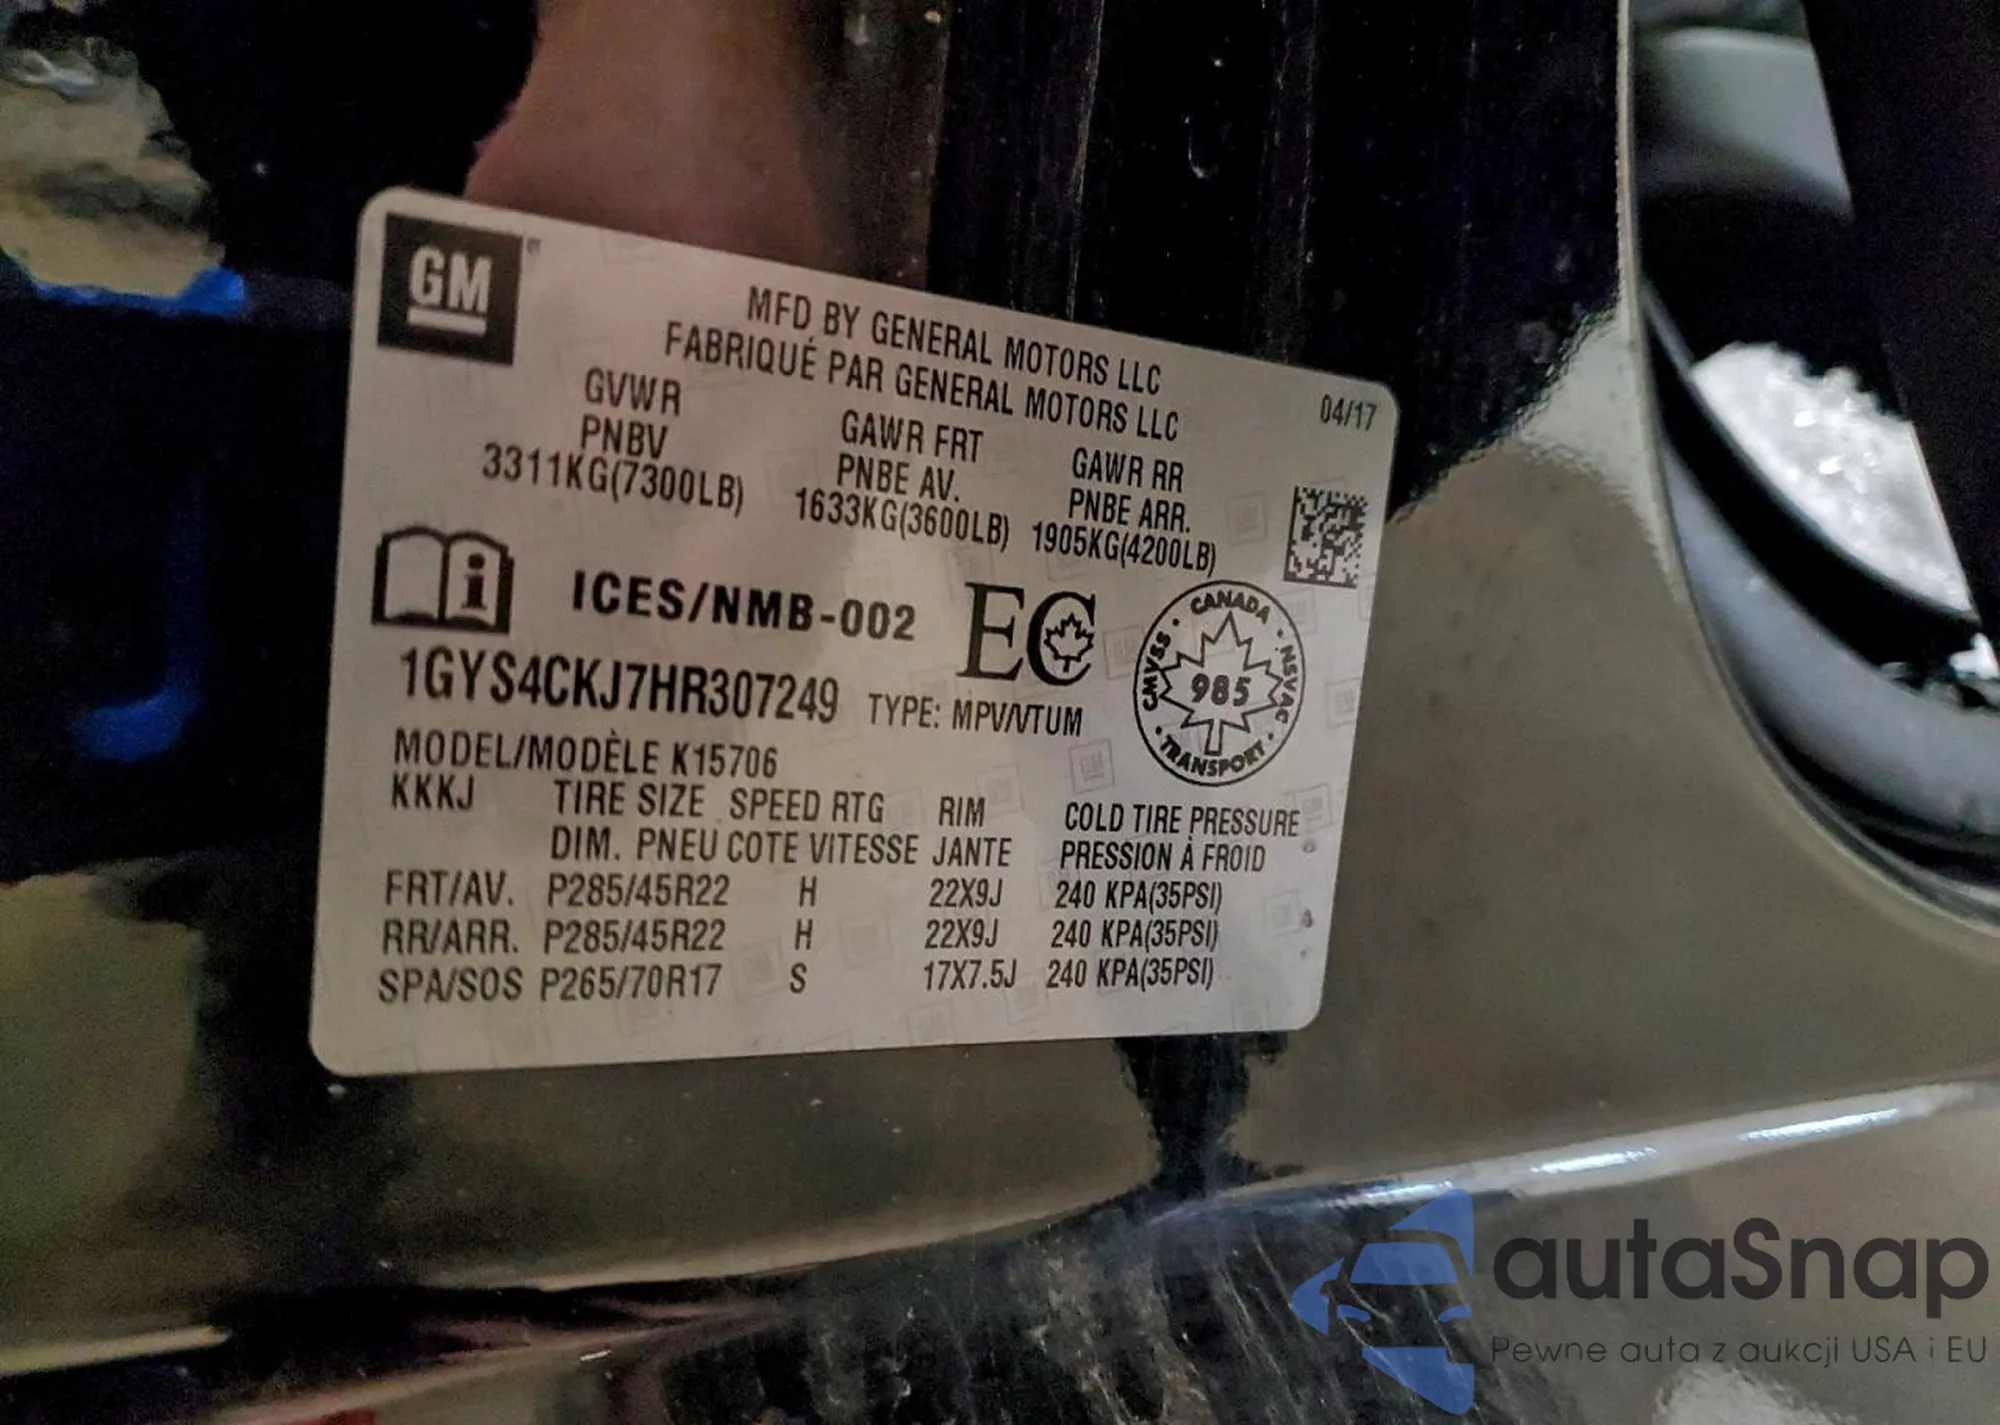 GM
MFD BY GENERAL MOTORS LLC
FABRIQUÉ PAR GENERAL MOTORS LLC
04/17
GVWR
PNBV
3311KG(7300LB)
GAWR FRT
PNBE AV.
1633KG(3600LB)
GAWR RR
PNBE ARR.
1905KG(4200LB)
i
ICES/NMB-002
EC
CANADA · NSVAC · TRANSPORT · CMVSS ·
985
1GYS4CKJ7HR307249 TYPE: MPV/VTUM
MODEL/MODÈLE K15706
KKKJ TIRE SIZE SPEED RTG RIM COLD TIRE PRESSURE
DIM. PNEU COTE VITESSE JANTE PRESSION À FROID
FRT/AV. P285/45R22 H 22X9J 240 KPA(35PSI)
RR/ARR. P285/45R22 H 22X9J 240 KPA(35PSI)
SPA/SOS P265/70R17 S 17X7.5J 240 KPA(35PSI)
autaSnap
Pewne auta z aukcji USA i EU